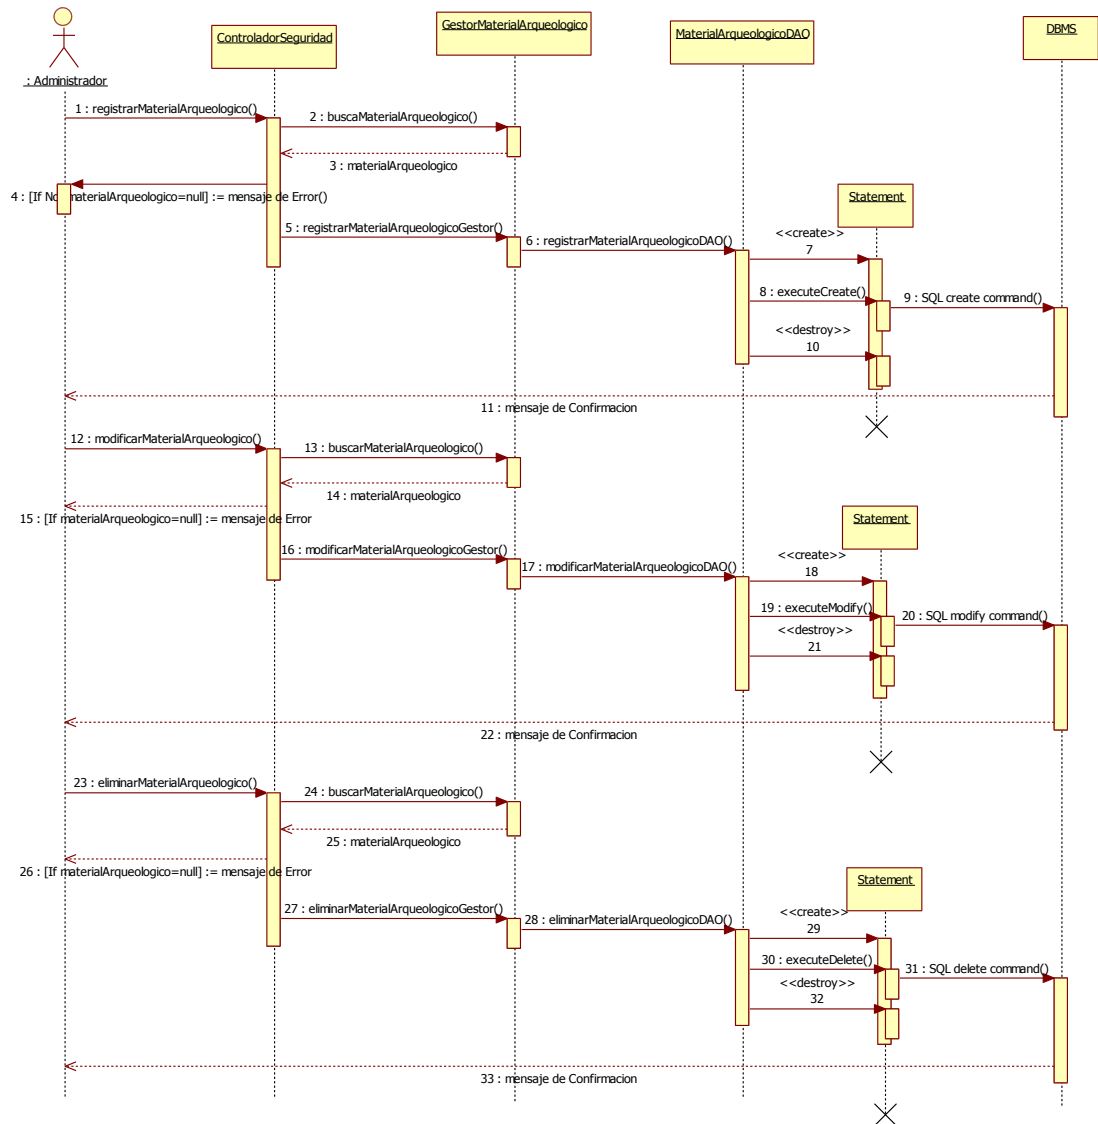 GestorMaterialArqueologico
DBMS
ControladorSeguridad
MaterialArqueologicoDAO
: Administrador
1 : registrarMaterialArqueologico()
2 : buscaMaterialArqueologico()
3 : materialArqueologico
4 : [If No materialArqueologico=null] := mensaje de Error()
Statement
5 : registrarMaterialArqueologicoGestor()
6 : registrarMaterialArqueologicoDAO()
<<create>>
7
8 : executeCreate()
9 : SQL create command()
<<destroy>>
10
11 : mensaje de Confirmacion
12 : modificarMaterialArqueologico()
13 : buscarMaterialArqueologico()
14 : materialArqueologico
15 : [If materialArqueologico=null] := mensaje de Error
Statement
16 : modificarMaterialArqueologicoGestor()
17 : modificarMaterialArqueologicoDAO()
<<create>>
18
19 : executeModify()
20 : SQL modify command()
<<destroy>>
21
22 : mensaje de Confirmacion
23 : eliminarMaterialArqueologico()
24 : buscarMaterialArqueologico()
25 : materialArqueologico
26 : [If materialArqueologico=null] := mensaje de Error
Statement
27 : eliminarMaterialArqueologicoGestor()
28 : eliminarMaterialArqueologicoDAO()
<<create>>
29
30 : executeDelete()
31 : SQL delete command()
<<destroy>>
32
33 : mensaje de Confirmacion